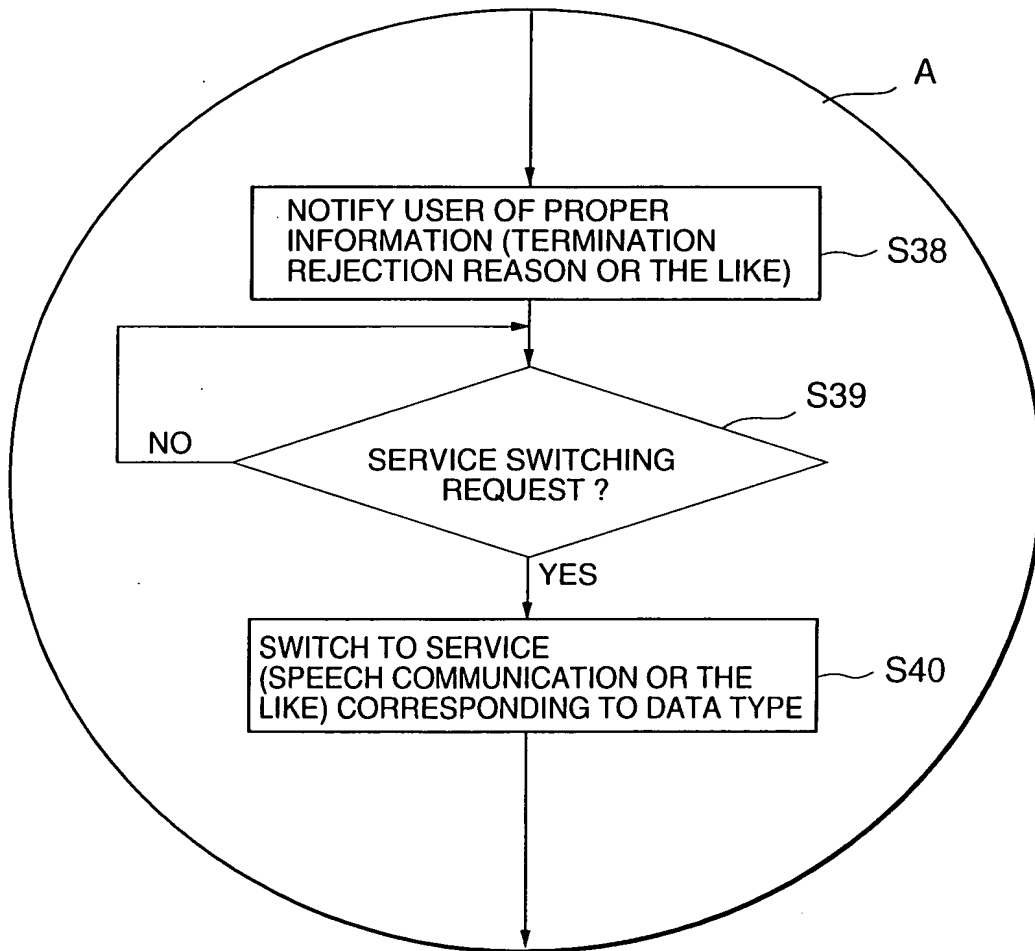 A
NOTIFY USER OF PROPER
INFORMATION (TERMINATION
REJECTION REASON OR THE LIKE)
S38
S39
NO
SERVICE SWITCHING
REQUEST ?
YES
SWITCH TO SERVICE
(SPEECH COMMUNICATION OR THE
LIKE) CORRESPONDING TO DATA TYPE
S40